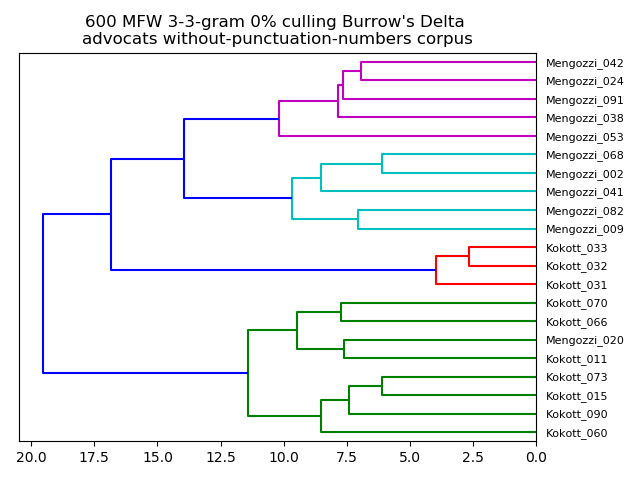 600 MFW 3-3-gram 0% culling Burrow's Delta
advocats without-punctuation-numbers corpus
Mengozzi_042
Mengozzi_024
Mengozzi_091
Mengozzi_038
Mengozzi_053
Mengozzi_068
Mengozzi_002
Mengozzi_041
Mengozzi_082
Mengozzi_009
Kokott_033
Kokott_032
Kokott_031
Kokott_070
Kokott_066
Mengozzi_020
Kokott_011
Kokott_073
Kokott_015
Kokott_090
Kokott_060
20.0 17.5 15.0 12.5 10.0 7.5 5.0 2.5 0.0